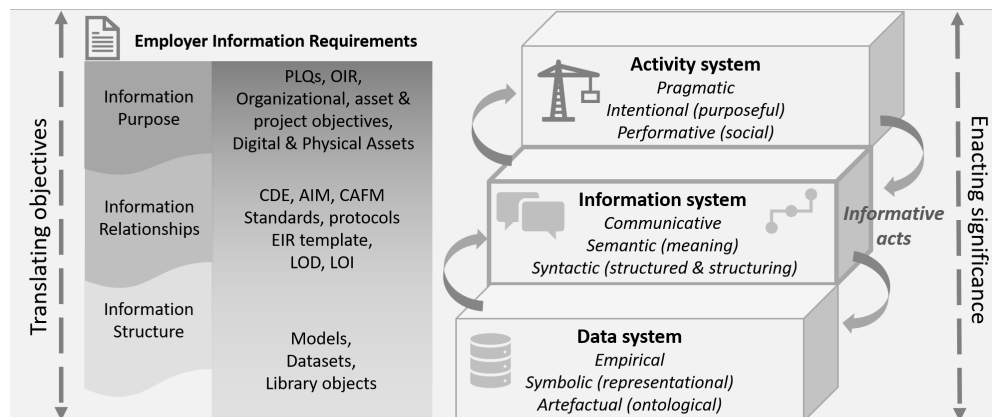 Translating objectives
Employer Information Requirements
Information
Purpose
PLQs, OIR,
Organizational, asset &
project objectives,
Digital & Physical Assets
Information
Relationships
CDE, AIM, CAFM
Standards, protocols
EIR template,
LOD, LOI
Information
Structure
Models,
Datasets,
Library objects
Activity system
Pragmatic
Intentional (purposeful)
Performative (social)
Information system
Communicative
Semantic (meaning)
Syntactic (structured & structuring)
Informative
acts
Data system
Empirical
Symbolic (representational)
Artefactual (ontological)
Enacting significance